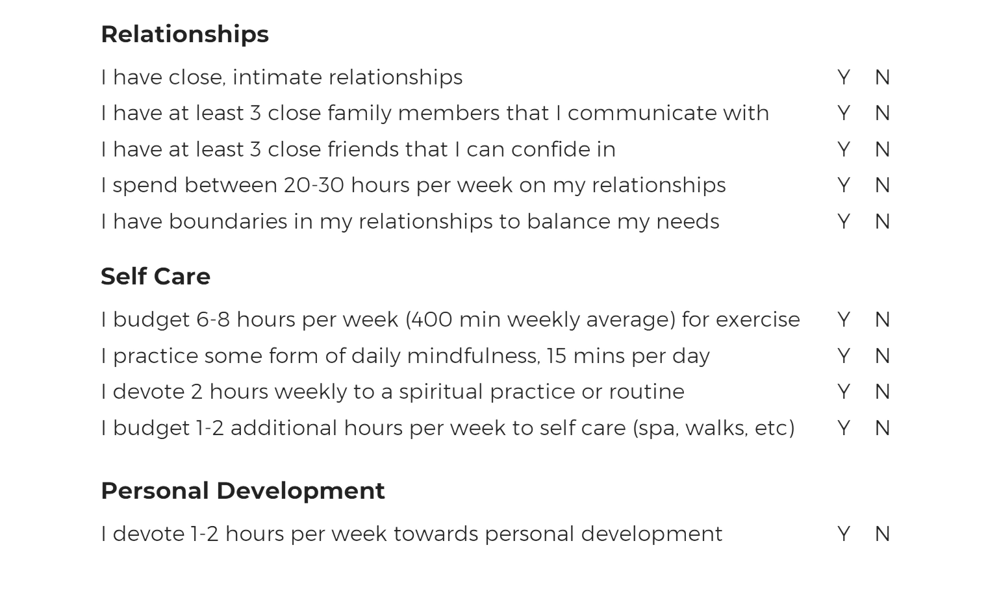 Relationships
I have close, intimate relationships Y N
I have at least 3 close family members that I communicate with Y N
I have at least 3 close friends that I can confide in Y N
I spend between 20-30 hours per week on my relationships Y N
I have boundaries in my relationships to balance my needs Y N
Self Care
I budget 6-8 hours per week (400 min weekly average) for exercise Y N
I practice some form of daily mindfulness, 15 mins per day Y N
I devote 2 hours weekly to a spiritual practice or routine Y N
I budget 1-2 additional hours per week to self care (spa, walks, etc) Y N
Personal Development
I devote 1-2 hours per week towards personal development Y N